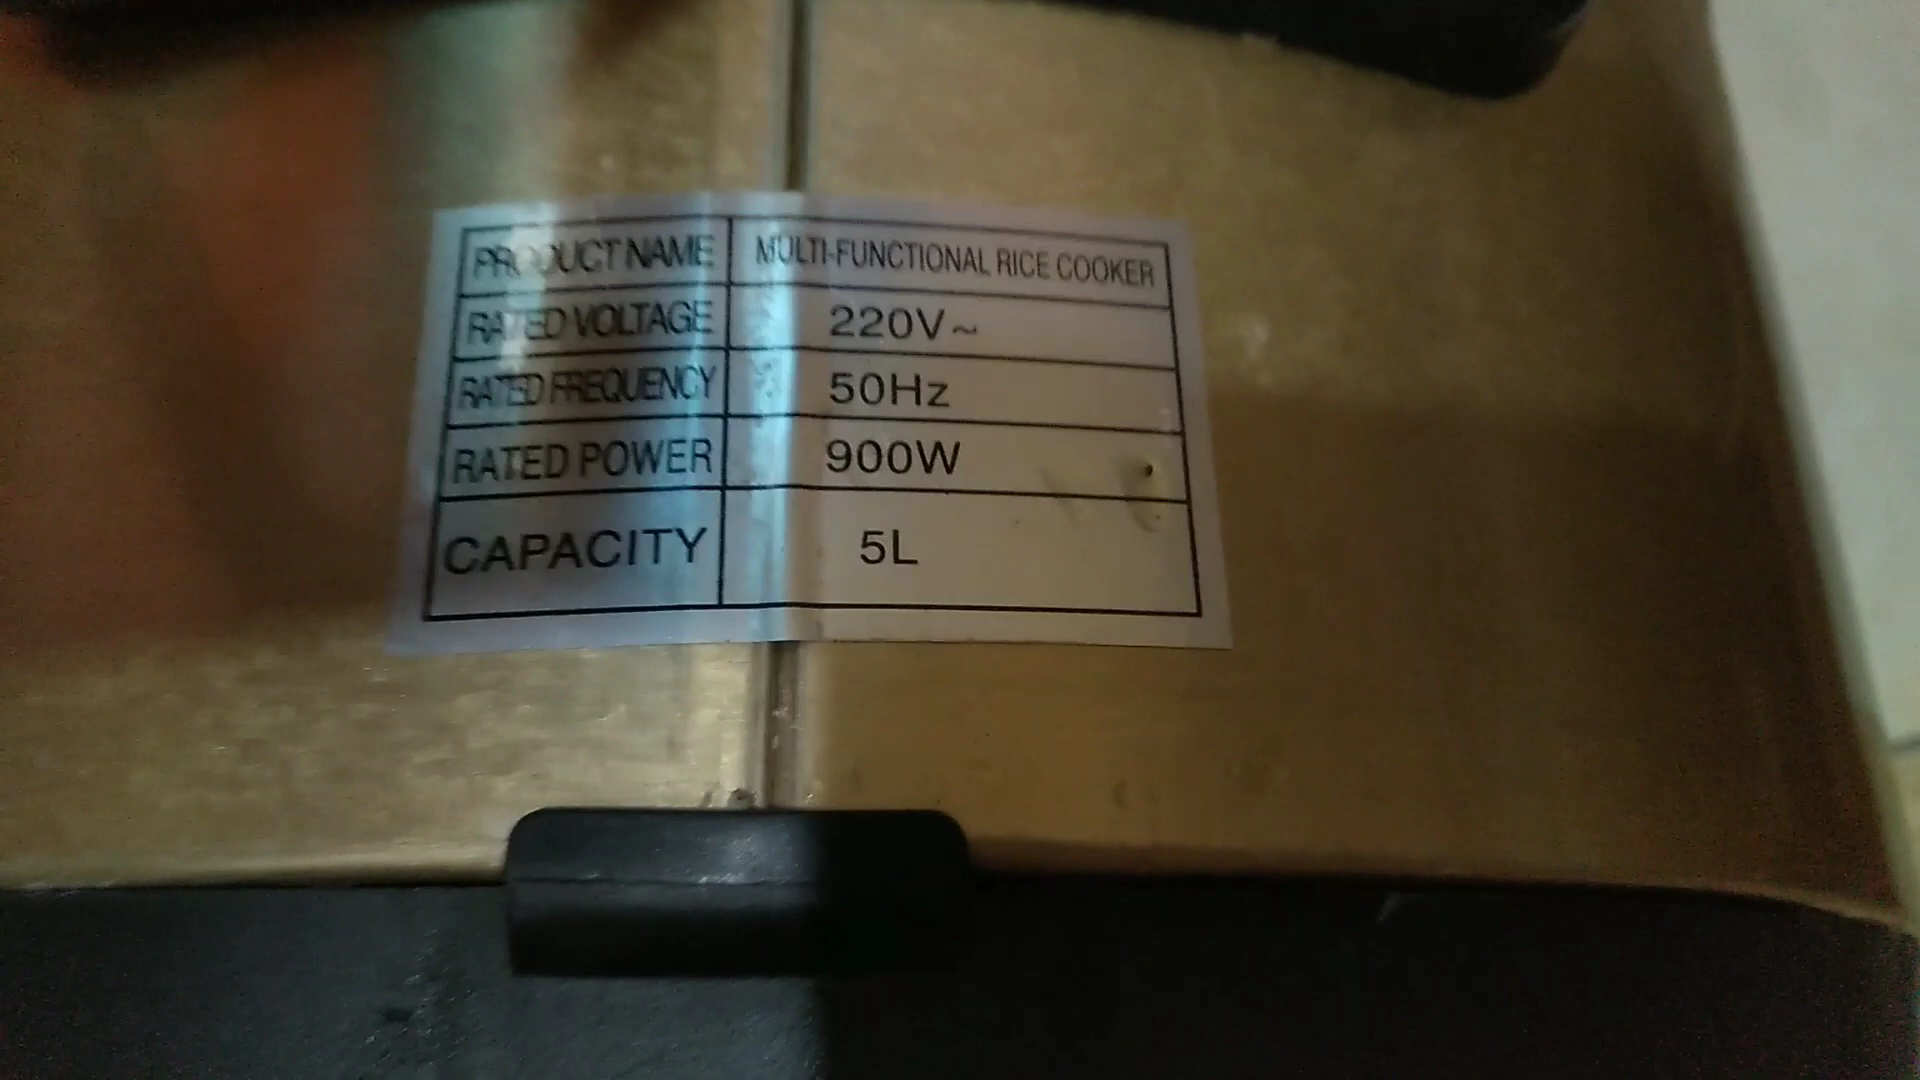 PRODUCT NAME MULTI-FUNCTIONAL RICE COOKER
RATED VOLTAGE 220V~
RATED FREQUENCY 50Hz
RATED POWER 900W
CAPACITY 5L